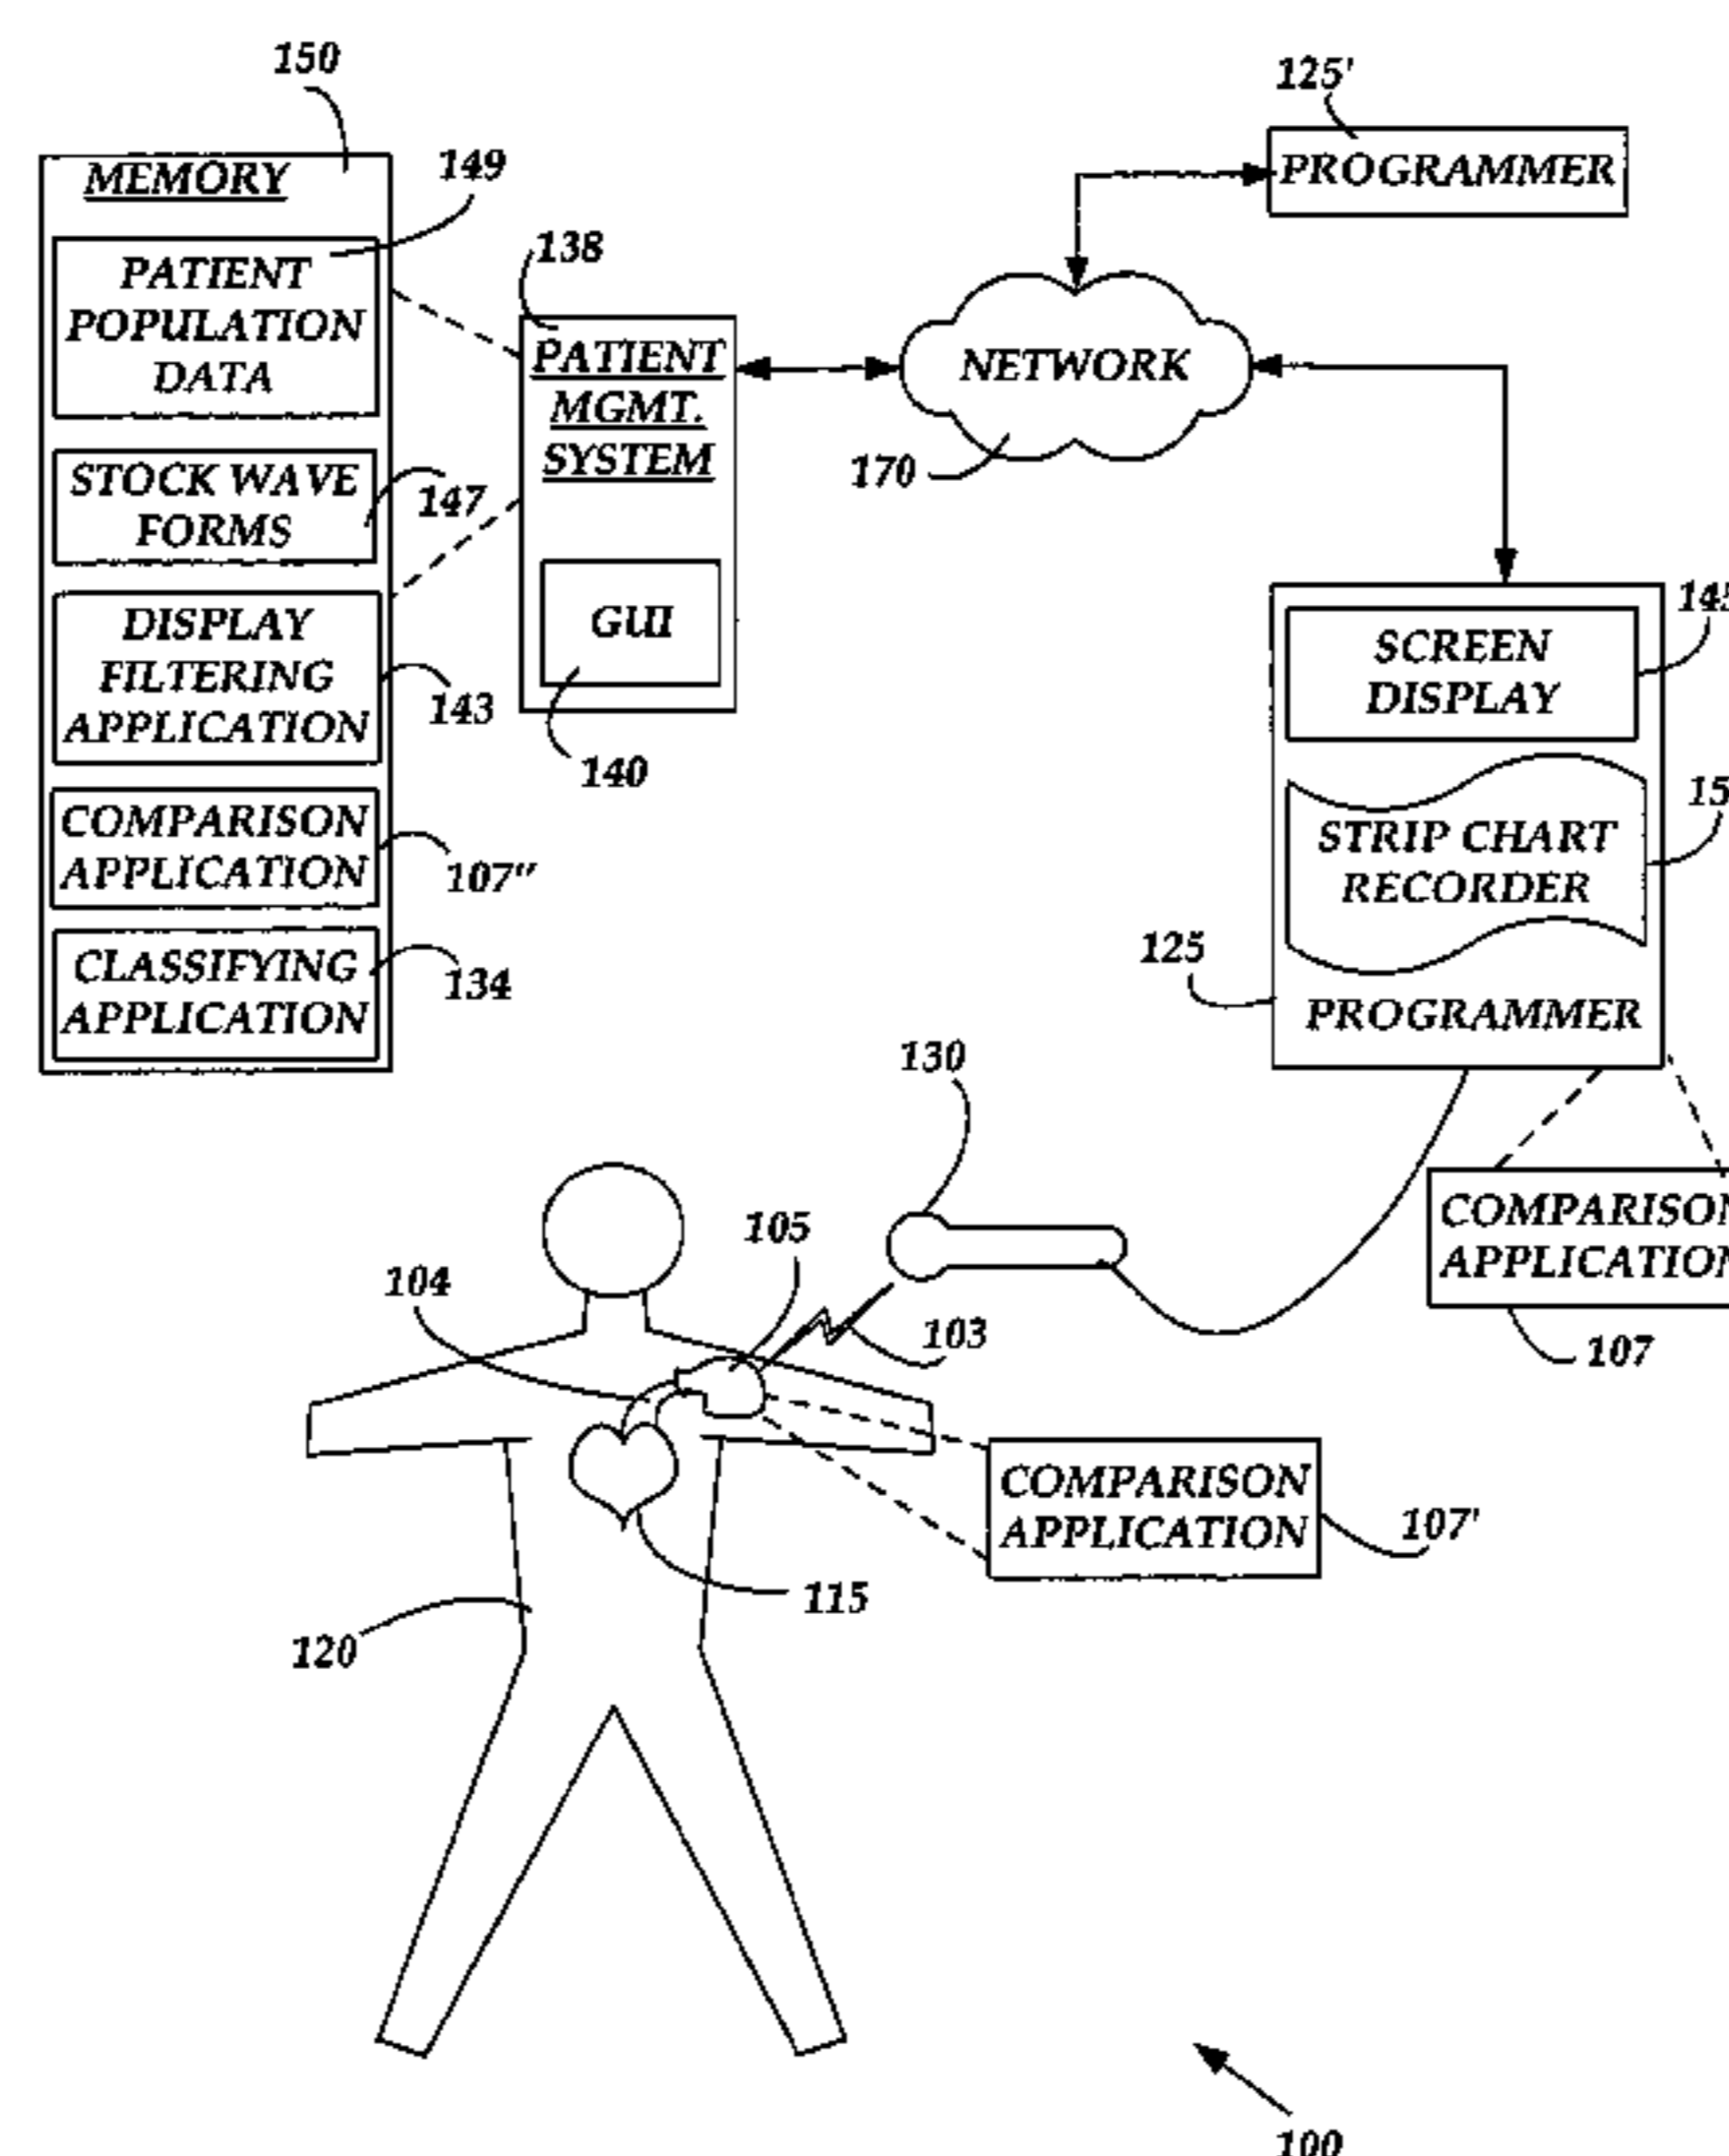 150
125'
MEMORY
149
PROGRAMMER
PATIENT
POPULATION
DATA
138
PATIENT
MGMT.
SYSTEM
NETWORK
170
STOCK WAVE
FORMS
147
GUI
140
DISPLAY
FILTERING
APPLICATION
143
SCREEN
DISPLAY
COMPARISON
APPLICATION
107"
STRIP CHART
RECORDER
CLASSIFYING
APPLICATION
134
125
PROGRAMMER
130
COMPARISON
APPLICATION
107
105
104
103
COMPARISON
APPLICATION
107'
115
120
100